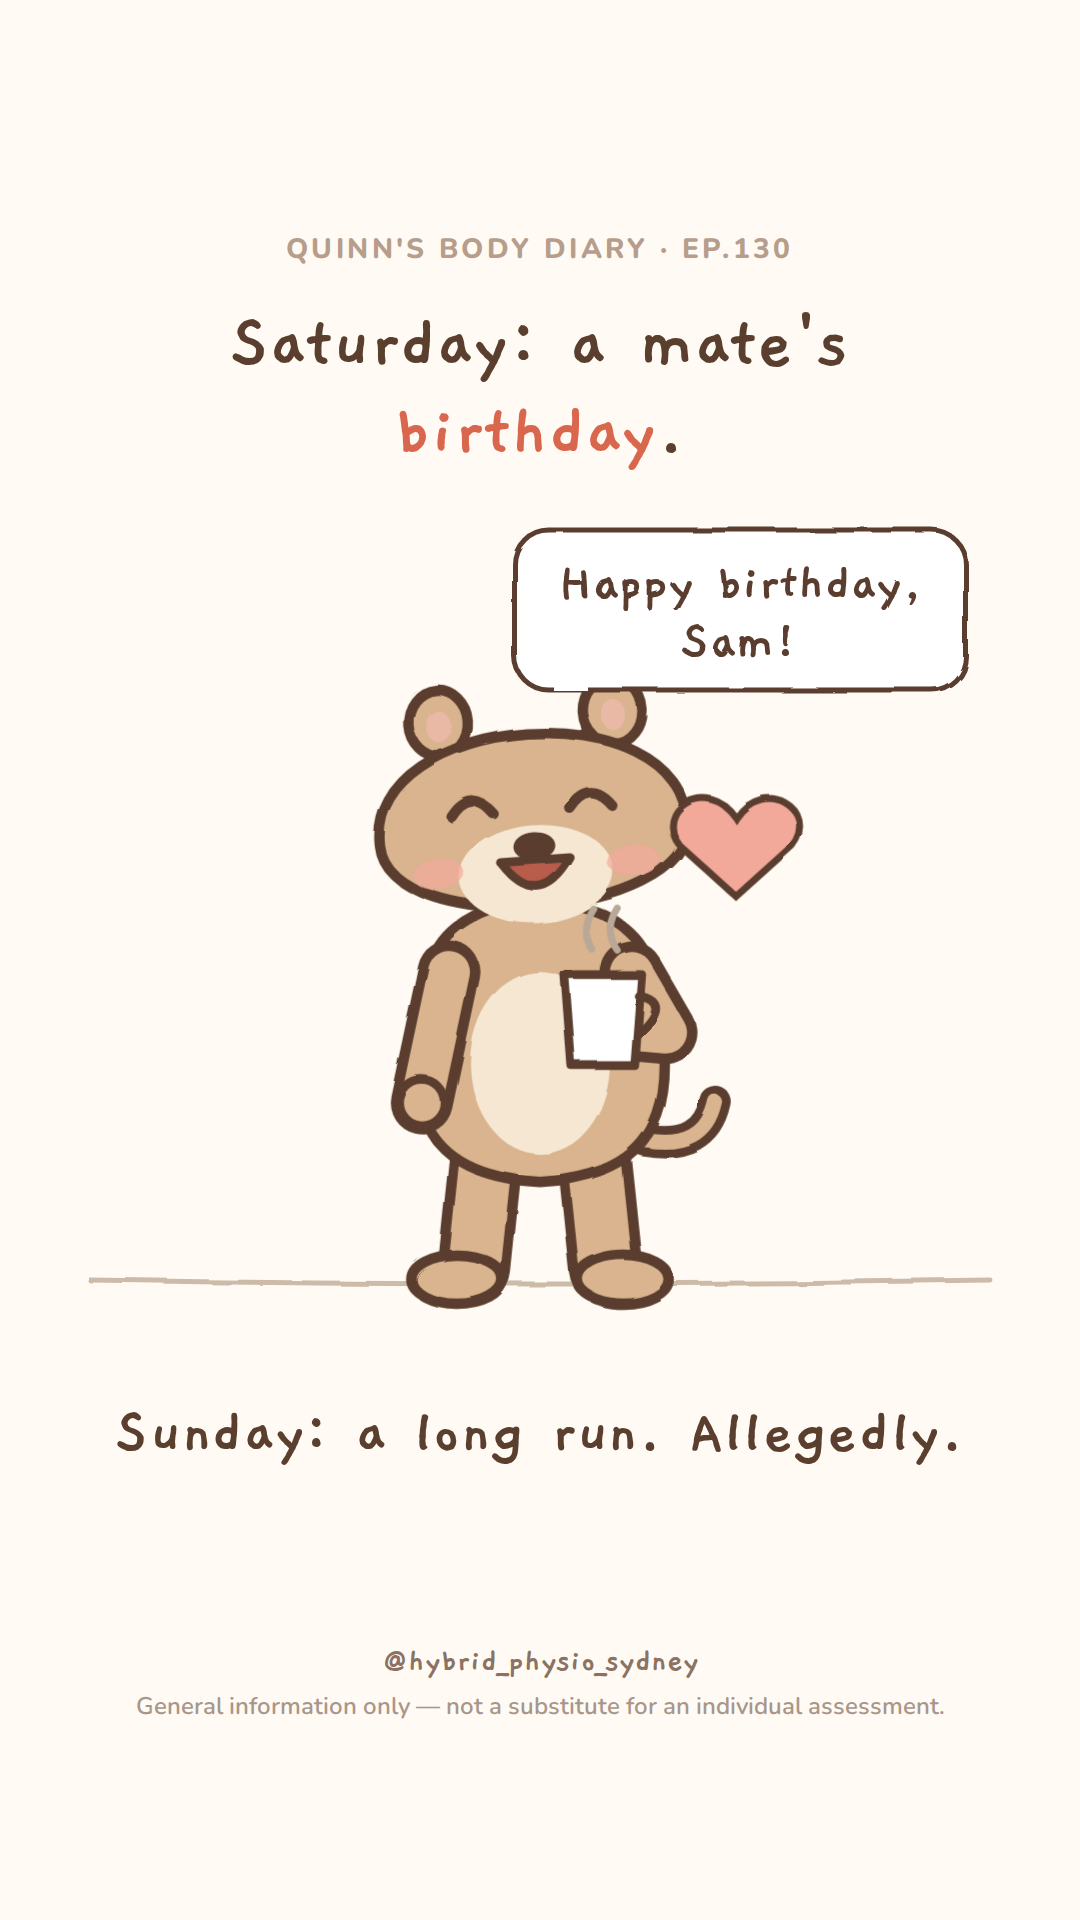 QUINN'S BODY DIARY · EP.130
Saturday: a mate's
birthday.
Happy birthday,
Sam!
Sunday: a long run. Allegedly.
@hybrid_physio_sydney
General information only — not a substitute for an individual assessment.